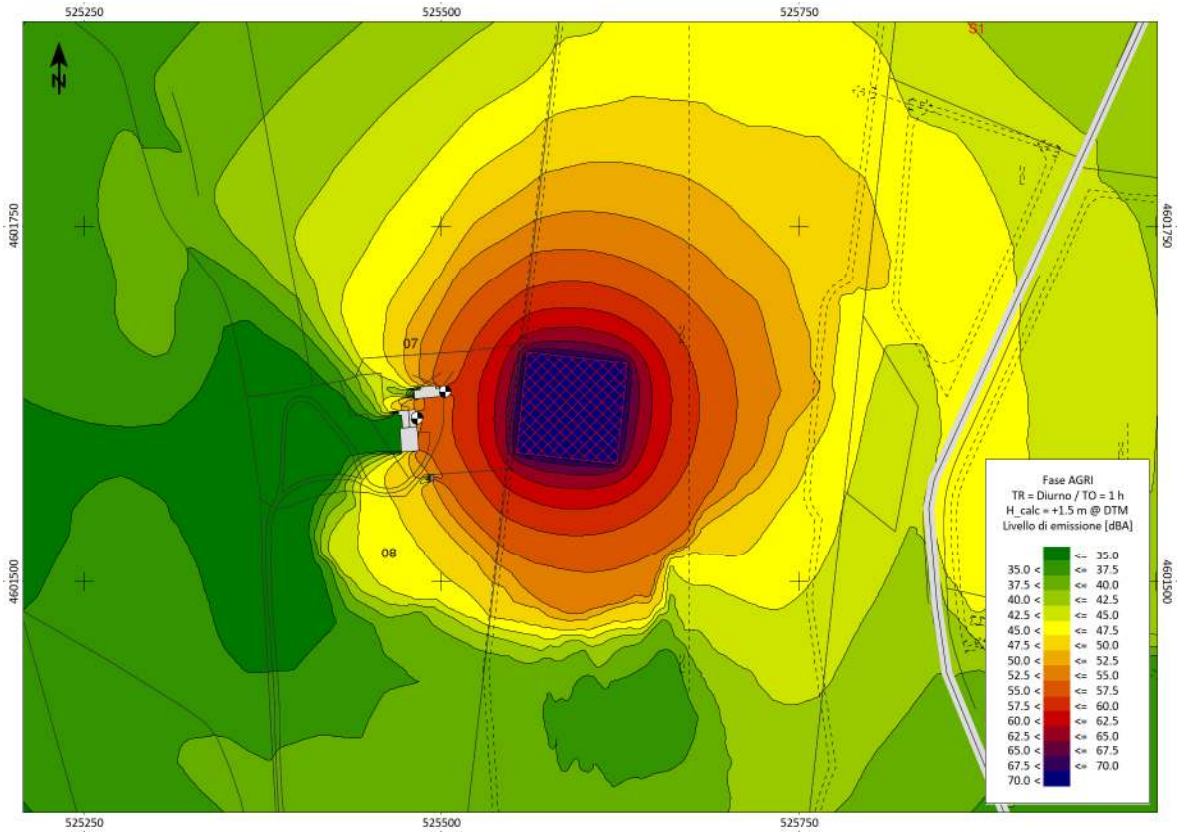 525250 525500 525750
S1
N
4601750 4601750
07
08
4601500 4601500
Fase AGRI
TR = Diurno / TO = 1 h
H_calc = +1.5 m @ DTM
Livello di emissione [dBA]
<= 35.0
35.0 < <= 37.5
37.5 < <= 40.0
40.0 < <= 42.5
42.5 < <= 45.0
45.0 < <= 47.5
47.5 < <= 50.0
50.0 < <= 52.5
52.5 < <= 55.0
55.0 < <= 57.5
57.5 < <= 60.0
60.0 < <= 62.5
62.5 < <= 65.0
65.0 < <= 67.5
67.5 < <= 70.0
70.0 <
525250 525500 525750